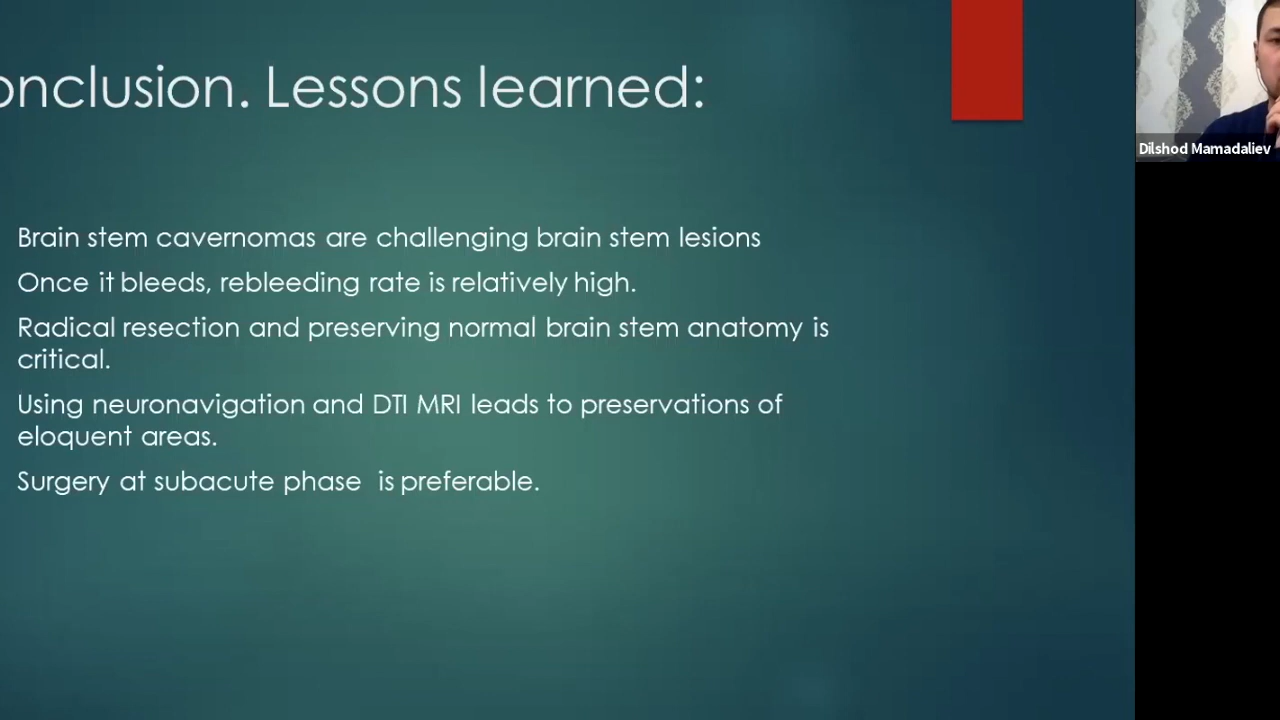 onclusion. Lessons learned:
Brain stem cavernomas are challenging brain stem lesions
Once it bleeds, rebleeding rate is relatively high.
Radical resection and preserving normal brain stem anatomy is
critical.
Using neuronavigation and DTI MRI leads to preservations of
eloquent areas.
Surgery at subacute phase is preferable.
Dilshod Mamadaliev